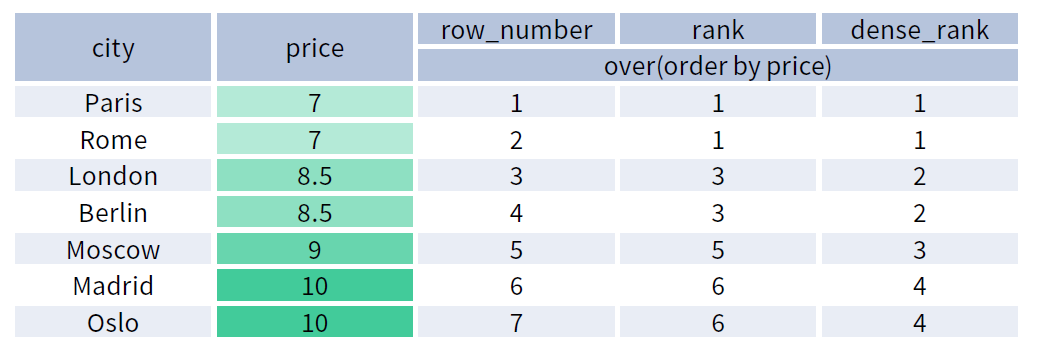 city price row_number rank dense_rank
over(order by price)
Paris 7 1 1 1
Rome 7 2 1 1
London 8.5 3 3 2
Berlin 8.5 4 3 2
Moscow 9 5 5 3
Madrid 10 6 6 4
Oslo 10 7 6 4